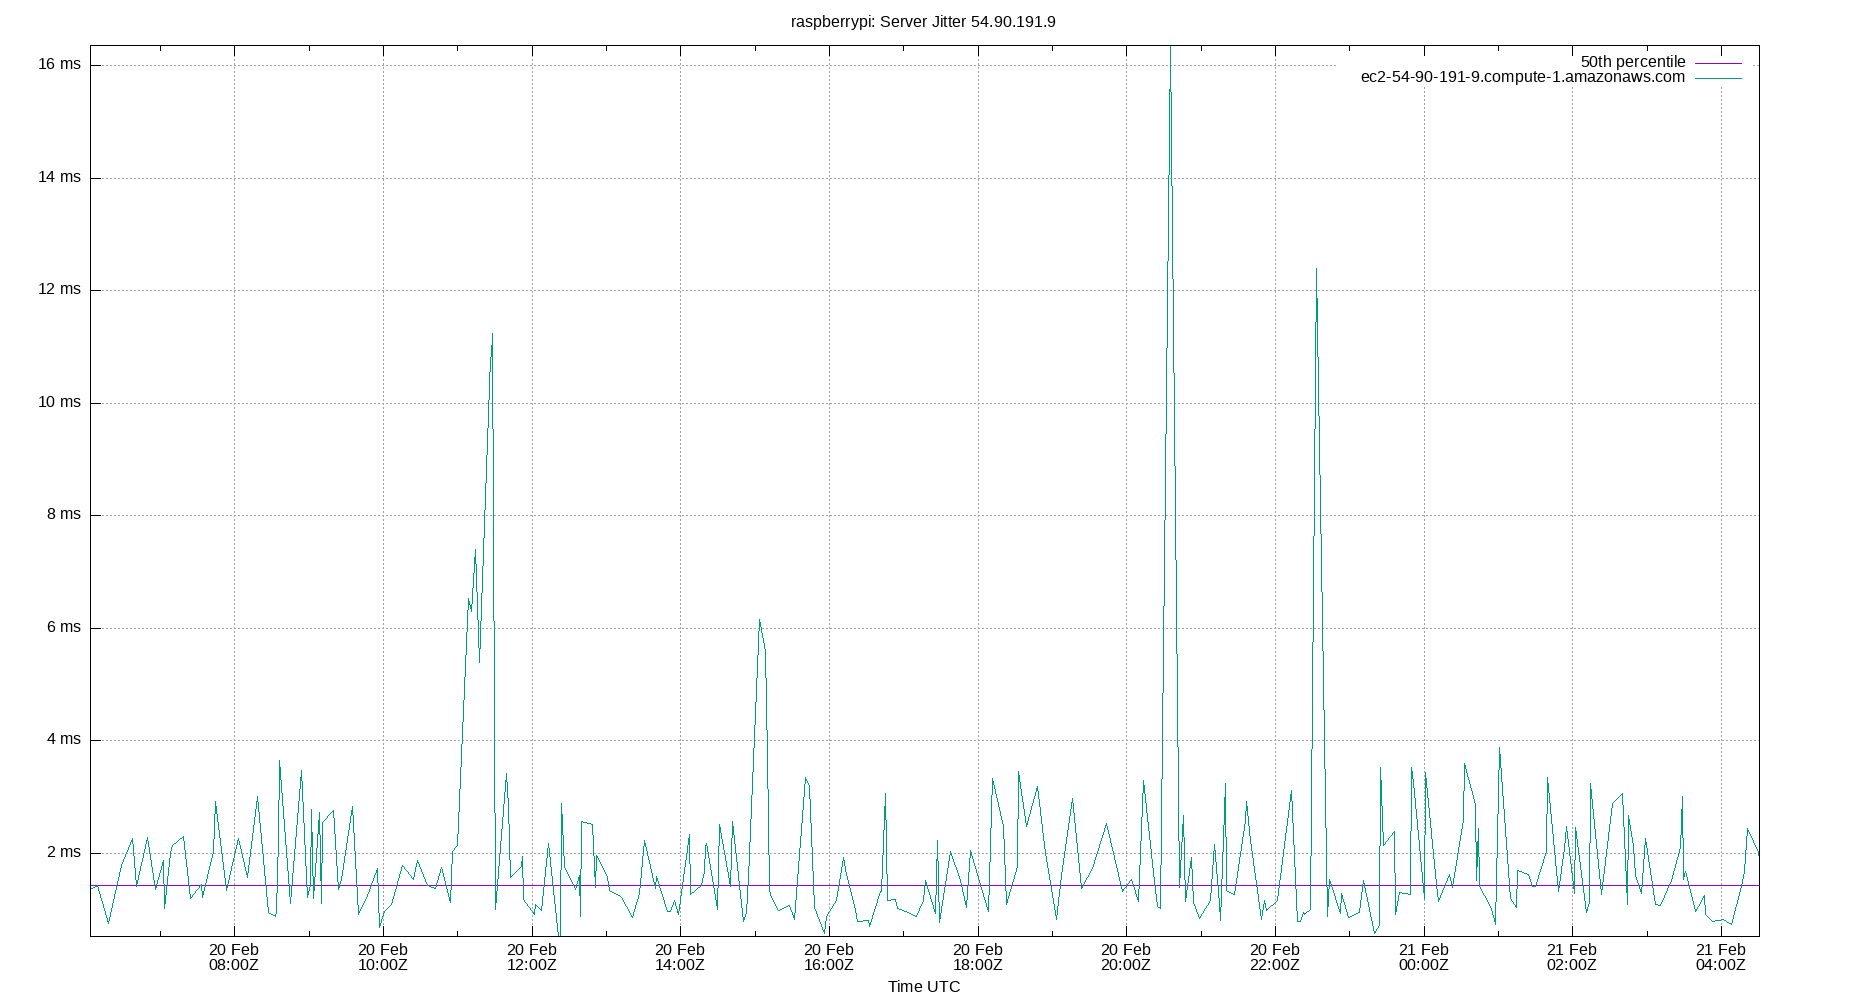 raspberrypi: Server Jitter 54.90.191.9
16 ms
14 ms
12 ms
10 ms
8 ms
6 ms
4 ms
2 ms
50th percentile
ec2-54-90-191-9.compute-1.amazonaws.com
20 Feb
08:00Z
20 Feb
10:00Z
20 Feb
12:00Z
20 Feb
14:00Z
20 Feb
16:00Z
20 Feb
18:00Z
20 Feb
20:00Z
20 Feb
22:00Z
21 Feb
00:00Z
21 Feb
02:00Z
21 Feb
04:00Z
Time UTC